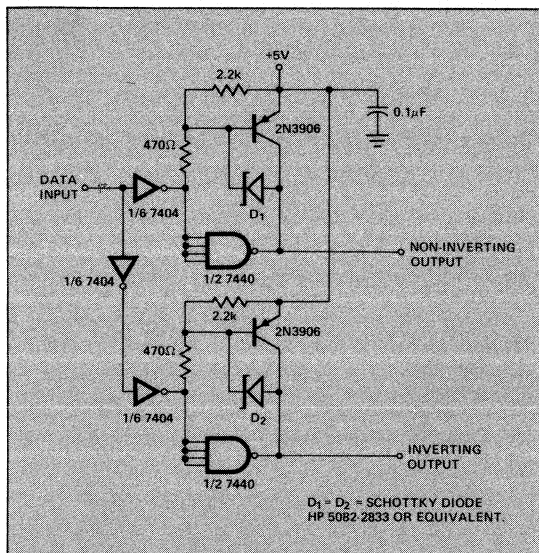 +5V
2.2k
0.1µF
2N3906
470Ω
DATA
INPUT
1/6 7404
D₁
NON-INVERTING
OUTPUT
1/2 7440
1/6 7404
2.2k
2N3906
470Ω
D₂
1/6 7404
INVERTING
OUTPUT
1/2 7440
D₁ = D₂ = SCHOTTKY DIODE
HP 5082-2833 OR EQUIVALENT.